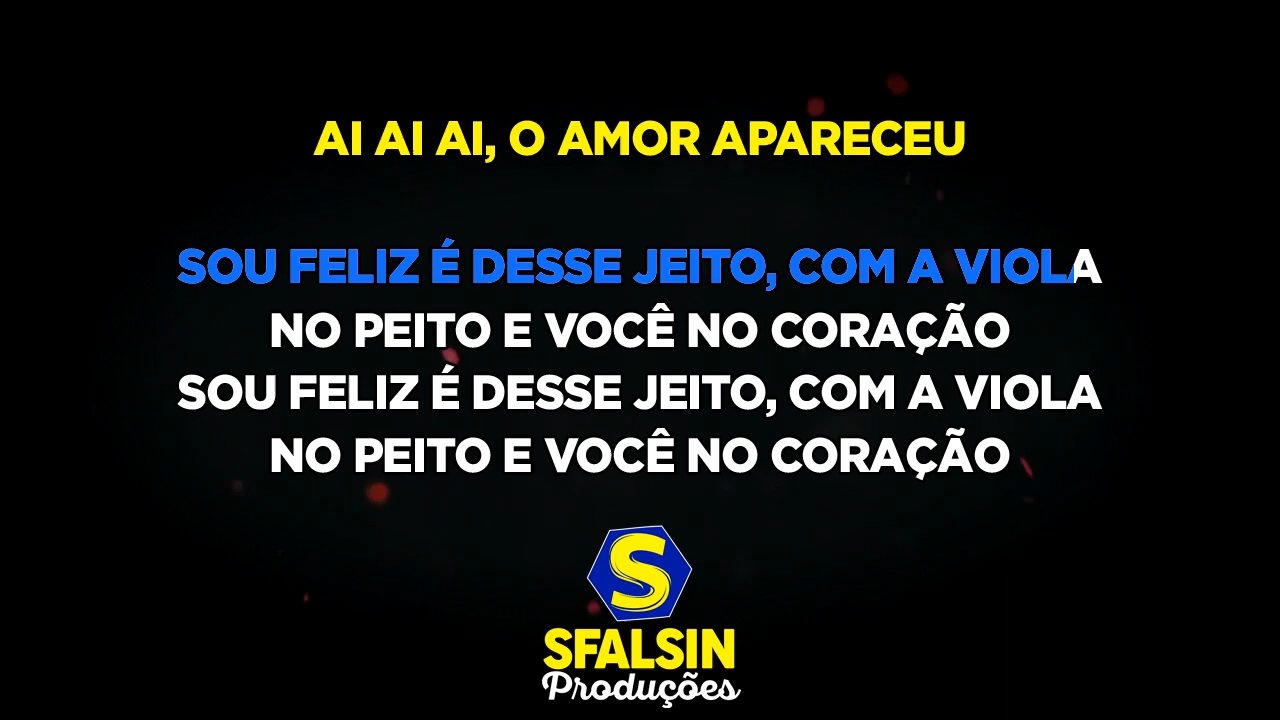 AI AI AI, O AMOR APARECEU
SOU FELIZ É DESSE JEITO, COM A VIOLA
NO PEITO E VOCÊ NO CORAÇÃO
SOU FELIZ É DESSE JEITO, COM A VIOLA
NO PEITO E VOCÊ NO CORAÇÃO
S
SFALSIN
Produções